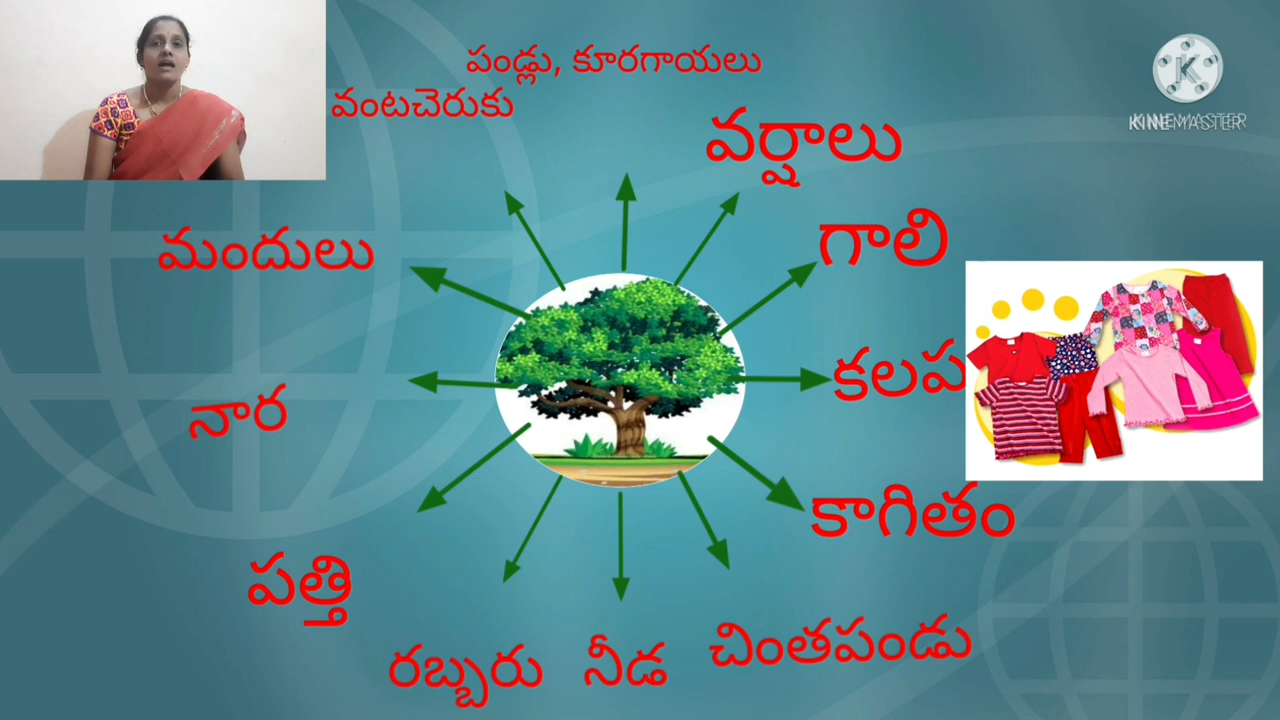 పండ్లు, కూరగాయలు
వంటచెరుకు
వర్షాలు
KINEMASTER
గాలి
మందులు
కలప
నార
కాగితం
పత్తి
చింతపండు
రబ్బరు నీడ